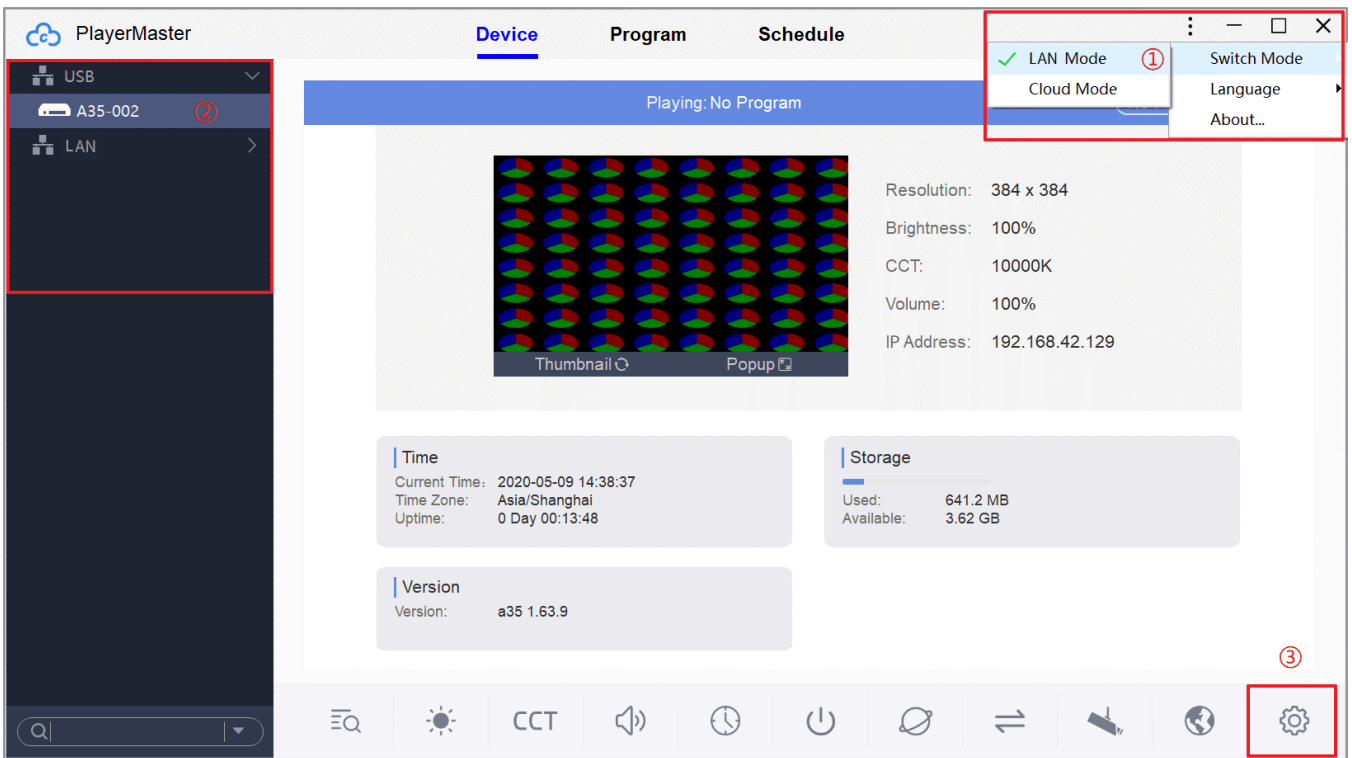 PlayerMaster
Device Program Schedule
LAN Mode ① Switch Mode
Cloud Mode Language
About...
USB
A35-002 ②
LAN
Playing: No Program
Resolution: 384 x 384
Brightness: 100%
CCT: 10000K
Volume: 100%
IP Address: 192.168.42.129
Thumbnail Popup
Time
Current Time: 2020-05-09 14:38:37
Time Zone: Asia/Shanghai
Uptime: 0 Day 00:13:48
Storage
Used: 641.2 MB
Available: 3.62 GB
Version
Version: a35 1.63.9
③
CCT